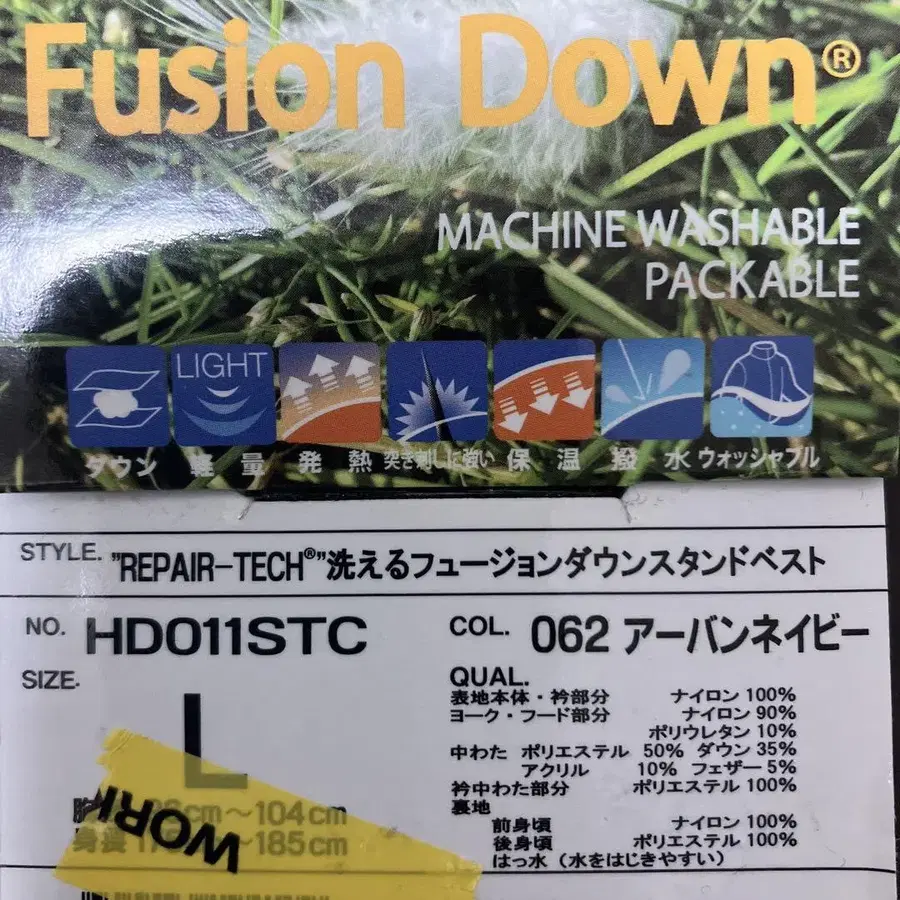 Fusion Down®
MACHINE WASHABLE
PACKABLE
LIGHT
ダウン 軽量 発熱 突き刺しに強い 保温 撥水 ウォッシャブル
STYLE. "REPAIR-TECH®"洗えるフュージョンダウンスタンドベスト
NO. HD011STC COL. 062 アーバンネイビー
SIZE. L
QUAL.
表地本体・衿部分 ナイロン 100%
ヨーク・フード部分 ナイロン 90%
ポリウレタン 10%
中わた ポリエステル 50% ダウン 35%
アクリル 10% フェザー 5%
衿中わた部分 ポリエステル 100%
裏地
前身頃 ナイロン 100%
後身頃 ポリエステル 100%
はっ水（水をはじきやすい）
cm〜104cm
身長 〜185cm
WORK